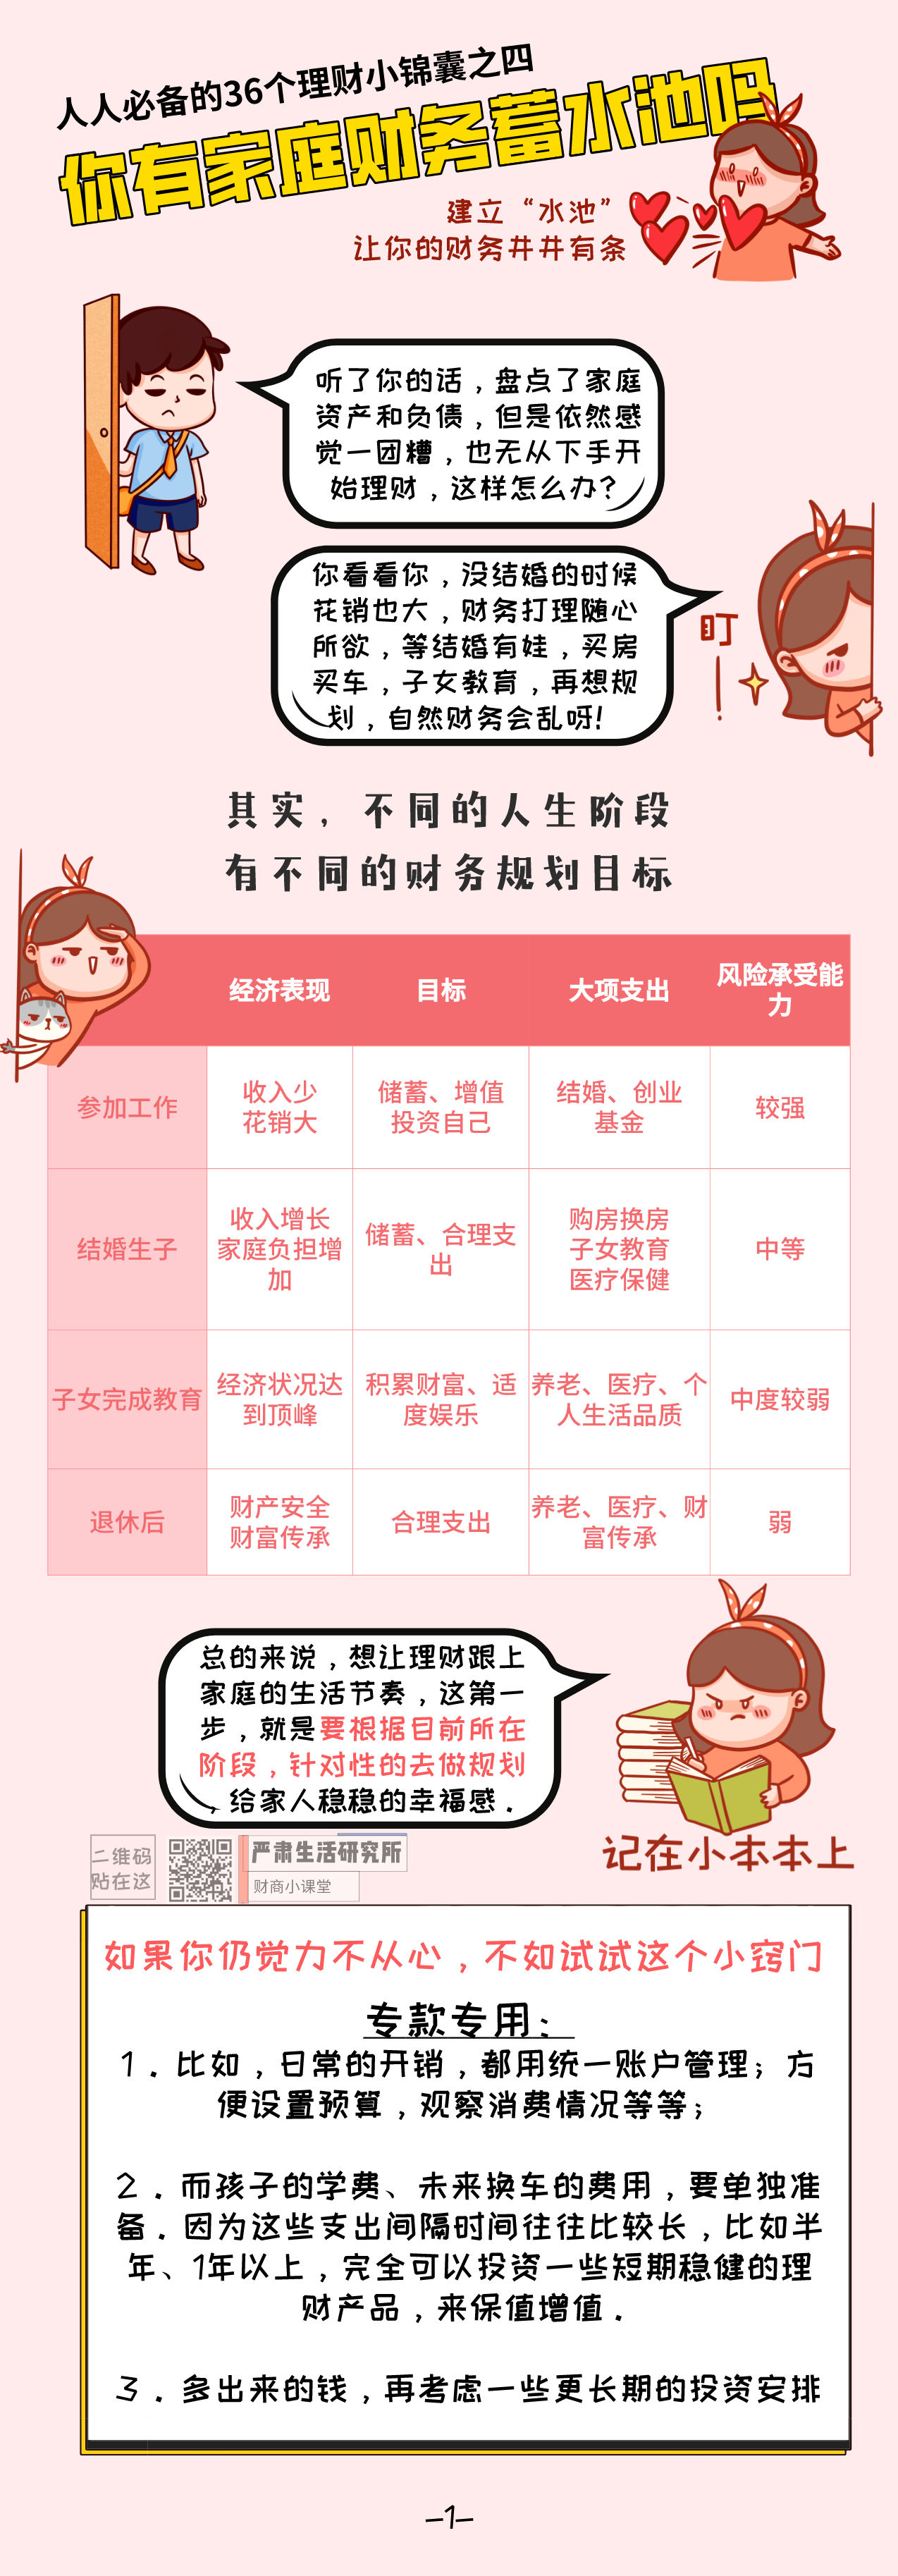 人人必备的36个理财小锦囊之四
你有家庭财务蓄水池吗
建立“水池”
让你的财务井井有条
听了你的话，盘点了家庭
资产和负债，但是依然感
觉一团糟，也无从下手开
始理财，这样怎么办？
你看看你，没结婚的时候
花销也大，财务打理随心
所欲，等结婚有娃，买房
买车，子女教育，再想规
划，自然财务会乱呀！
盯
其实，不同的人生阶段
有不同的财务规划目标
经济表现 目标 大项支出 风险承受能
力
参加工作
收入少
花销大
储蓄、增值
投资自己
结婚、创业
基金
较强
结婚生子
收入增长
家庭负担增
加
储蓄、合理支
出
购房换房
子女教育
医疗保健
中等
子女完成教育
经济状况达
到顶峰
积累财富、适
度娱乐
养老、医疗、个
人生活品质
中度较弱
退休后
财产安全
财富传承
合理支出
养老、医疗、财
富传承
弱
总的来说，想让理财跟上
家庭的生活节奏，这第一
步，就是要根据目前所在
阶段，针对性的去做规划
，给家人稳稳的幸福感．
记在小本本上
二维码
贴在这
严肃生活研究所
财商小课堂
如果你仍觉力不从心，不如试试这个小窍门
专款专用：
1．比如，日常的开销，都用统一账户管理；方
便设置预算，观察消费情况等等；
2．而孩子的学费、未来换车的费用，要单独准
备．因为这些支出间隔时间往往比较长，比如半
年、1年以上，完全可以投资一些短期稳健的理
财产品，来保值增值．
3．多出来的钱，再考虑一些更长期的投资安排
-1-